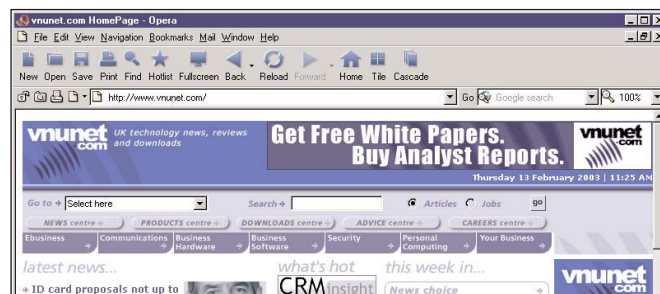 vnunet.com HomePage - Opera
File Edit View Navigation Bookmarks Mail Window Help
New Open Save Print Find Hotlist Fullscreen Back Reload Forward Home Tile Cascade
http://www.vnunet.com/ Go Google search 100%
vnunet.com UK technology news, reviews and downloads
Get Free White Papers.
Buy Analyst Reports.
vnunet.com
Thursday 13 February 2003 | 11:25 AM
Go to Select here Search Articles Jobs go
NEWS centre PRODUCTS centre DOWNLOADS centre ADVICE centre CAREERS centre
Ebusiness Communications Business Hardware Business Software Security Personal Computing Your Business
latest news... what's hot this week in...
ID card proposals not up to CRMinsight News choice vnunet.com